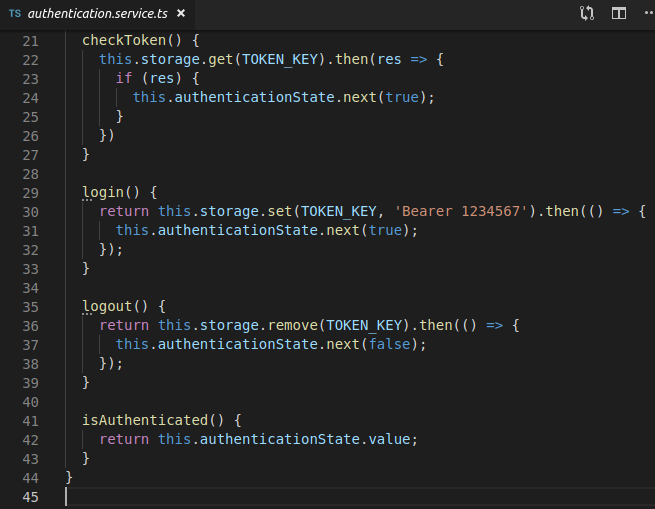 TS authentication.service.ts ×
21 checkToken() {
22 this.storage.get(TOKEN_KEY).then(res => {
23 if (res) {
24 this.authenticationState.next(true);
25 }
26 })
27 }
28
29 login() {
30 return this.storage.set(TOKEN_KEY, 'Bearer 1234567').then(() => {
31 this.authenticationState.next(true);
32 });
33 }
34
35 logout() {
36 return this.storage.remove(TOKEN_KEY).then(() => {
37 this.authenticationState.next(false);
38 });
39 }
40
41 isAuthenticated() {
42 return this.authenticationState.value;
43 }
44 }
45